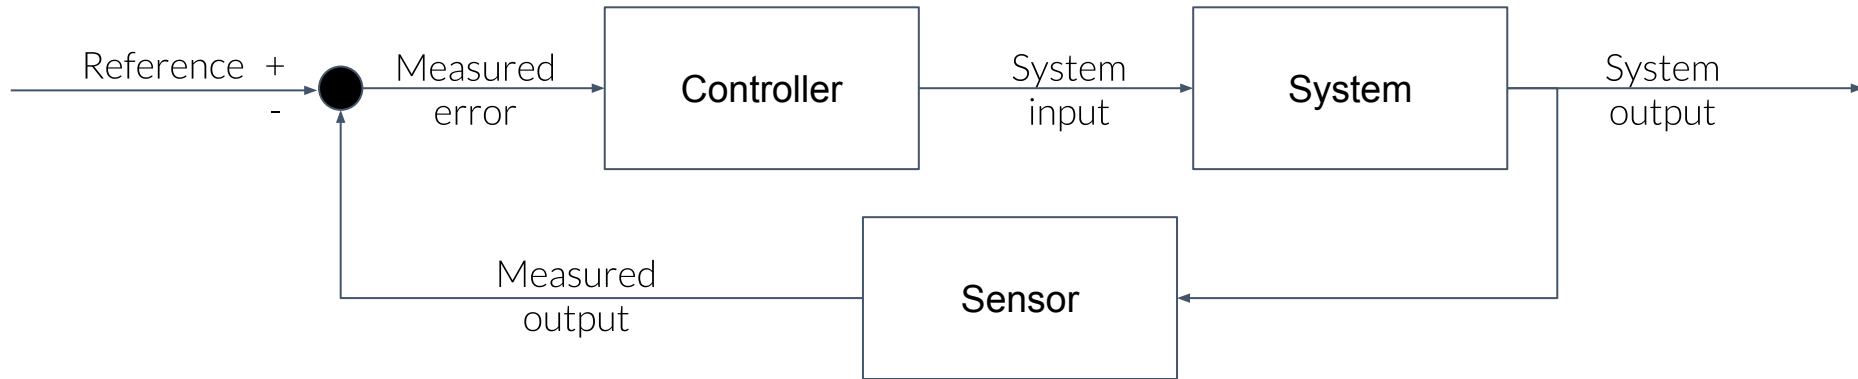 Reference +
-
Measured
error
Controller
System
input
System
System
output
Measured
output
Sensor